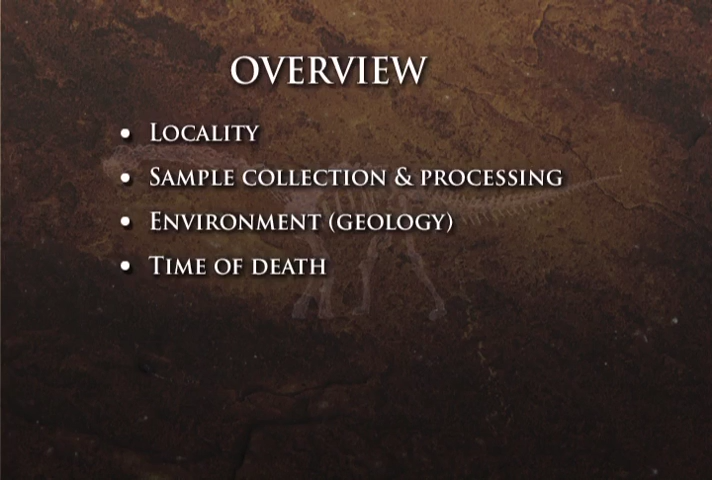 OVERVIEW
• LOCALITY
• SAMPLE COLLECTION & PROCESSING
• ENVIRONMENT (GEOLOGY)
• TIME OF DEATH